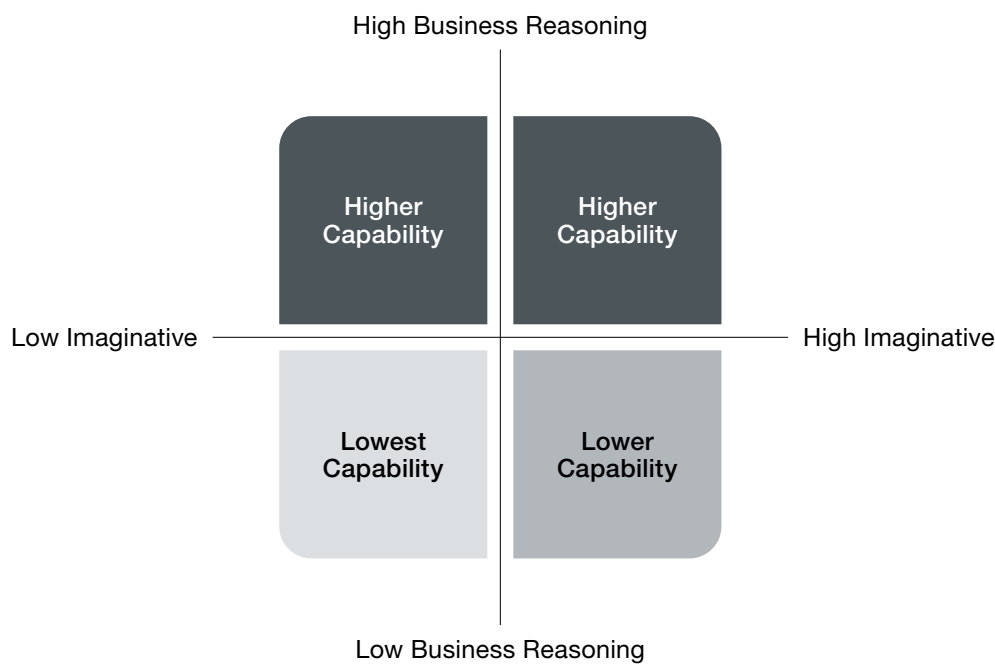 High Business Reasoning
Higher
Capability
Higher
Capability
Low Imaginative
High Imaginative
Lowest
Capability
Lower
Capability
Low Business Reasoning